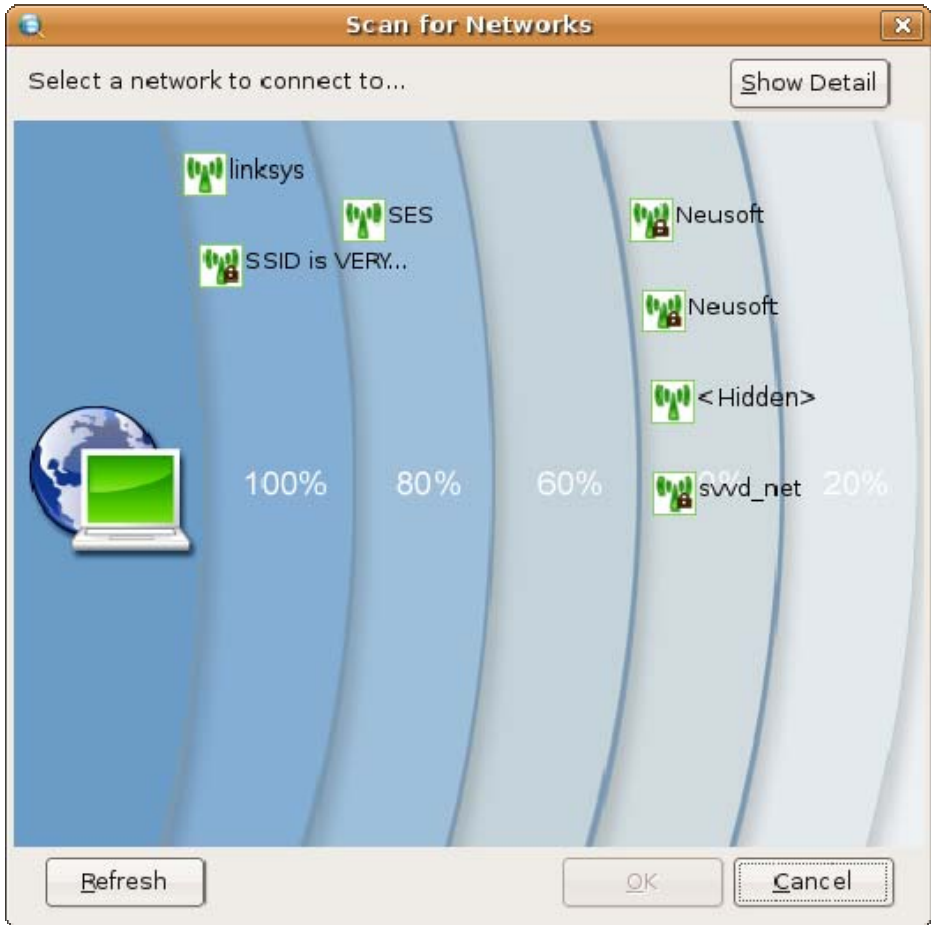 Scan for Networks
Select a network to connect to...
Show Detail
linksys
SES
Neusoft
SSID is VERY...
Neusoft
<Hidden>
100%
80%
60%
svvd_net
20%
Refresh
OK
Cancel